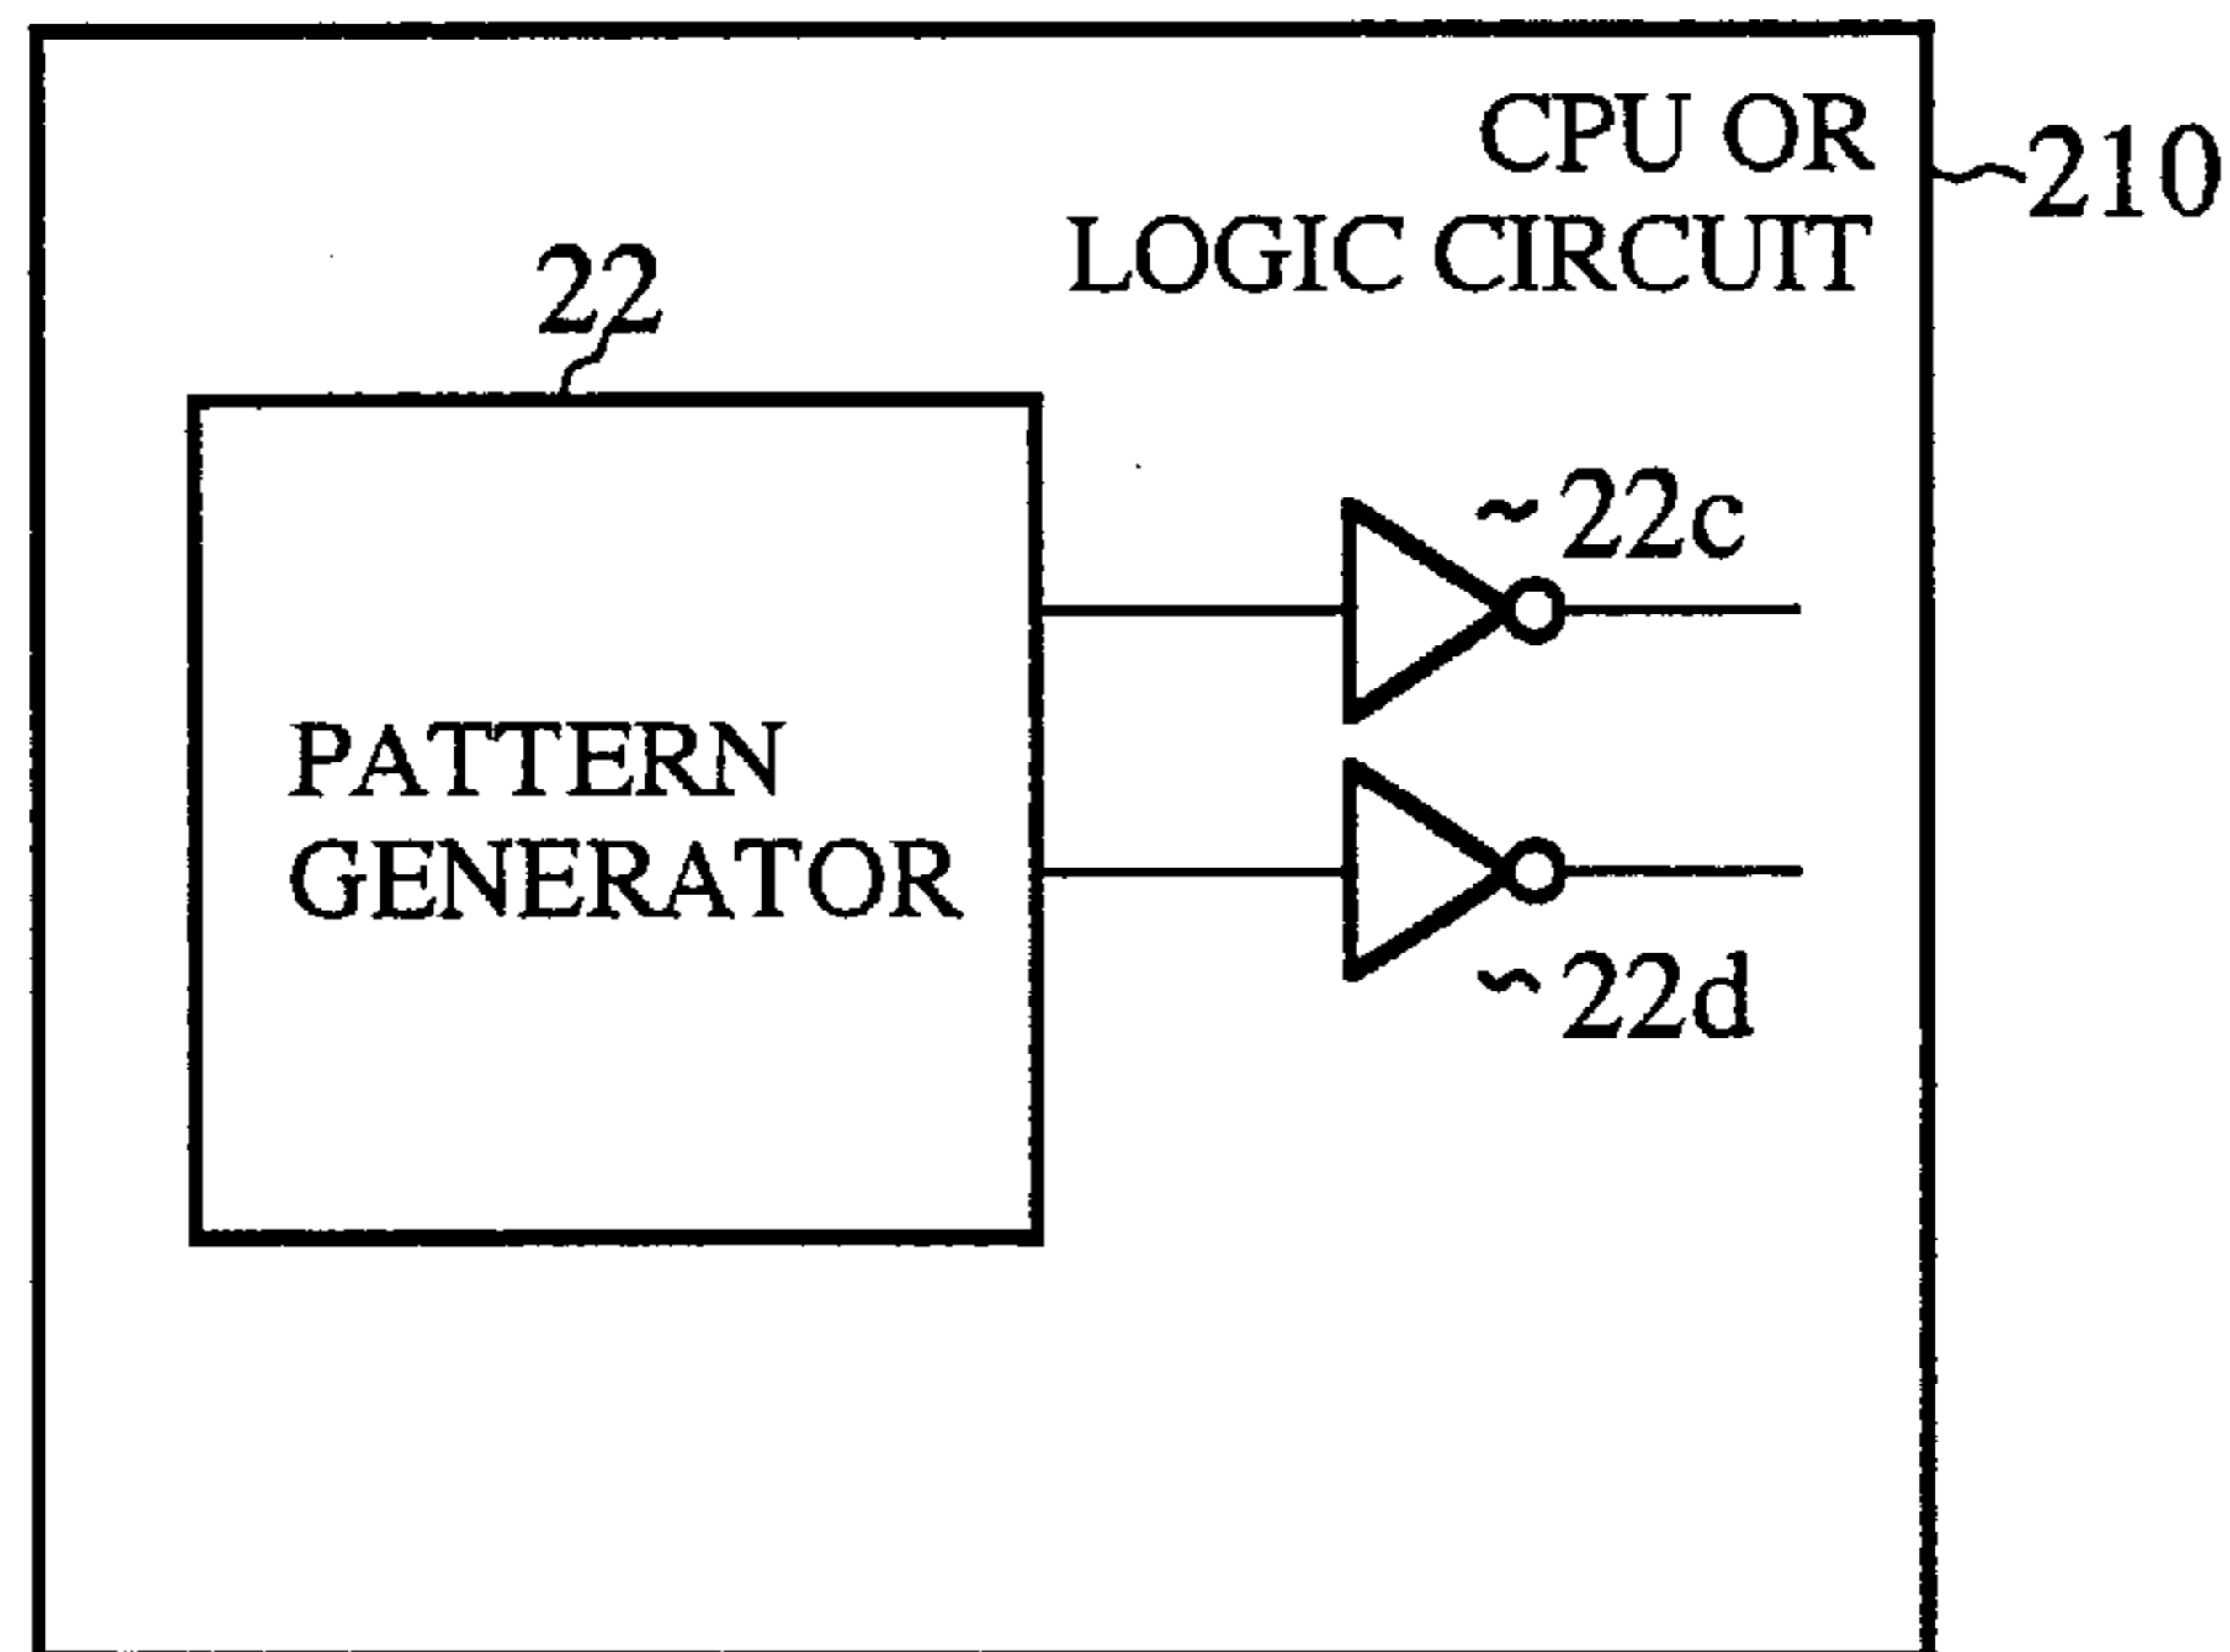 CPU OR
LOGIC CIRCUIT
210
22
22c
PATTERN
GENERATOR
22d